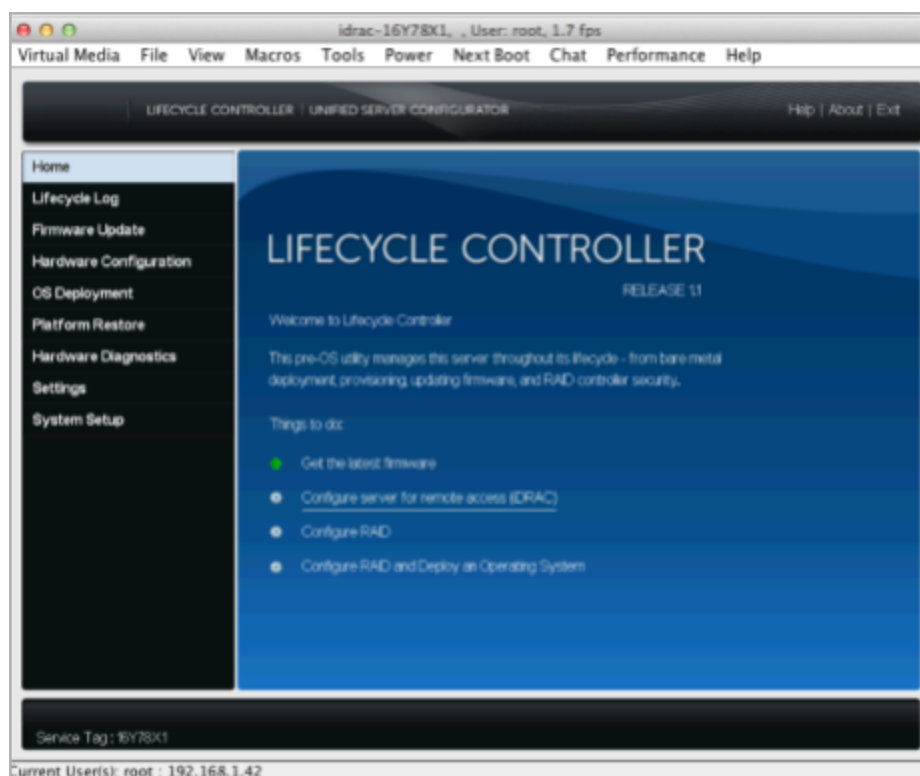 idrac-16Y78X1, , User: root, 1.7 fps
Virtual Media File View Macros Tools Power Next Boot Chat Performance Help
LIFECYCLE CONTROLLER | UNIFIED SERVER CONFIGURATOR Help | About | Exit
Home
Lifecycle Log
Firmware Update
Hardware Configuration
OS Deployment
Platform Restore
Hardware Diagnostics
Settings
System Setup
LIFECYCLE CONTROLLER
RELEASE 1.1
Welcome to Lifecycle Controller
This pre-OS utility manages this server throughout its lifecycle - from bare metal
deployment, provisioning, updating firmware, and RAID controller security..
Things to do:
Get the latest firmware
Configure server for remote access (iDRAC)
Configure RAID
Configure RAID and Deploy an Operating System
Service Tag : 16Y78X1
Current User(s): root : 192.168.1.42